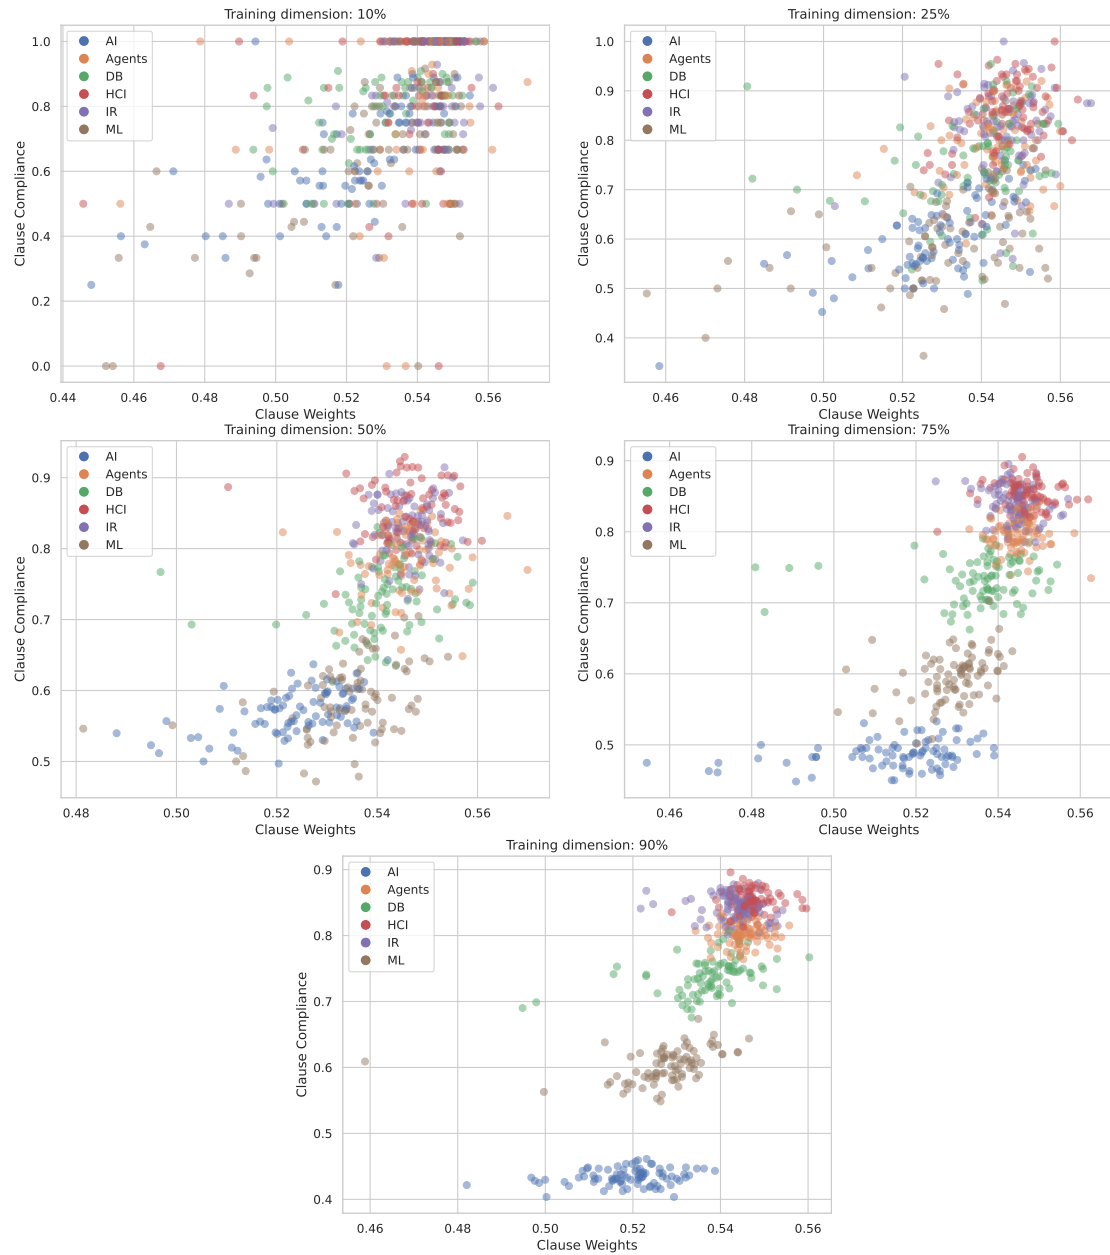 Training dimension: 10%
1.0
0.8
0.6
0.4
0.2
0.0
Clause Compliance
AI
Agents
DB
HCI
IR
ML
0.44 0.46 0.48 0.50 0.52 0.54 0.56
Clause Weights
Training dimension: 25%
1.0
0.9
0.8
0.7
0.6
0.5
0.4
Clause Compliance
AI
Agents
DB
HCI
IR
ML
0.46 0.48 0.50 0.52 0.54 0.56
Clause Weights
Training dimension: 50%
0.9
0.8
0.7
0.6
0.5
Clause Compliance
AI
Agents
DB
HCI
IR
ML
0.48 0.50 0.52 0.54 0.56
Clause Weights
Training dimension: 75%
0.9
0.8
0.7
0.6
0.5
Clause Compliance
AI
Agents
DB
HCI
IR
ML
0.46 0.48 0.50 0.52 0.54 0.56
Clause Weights
Training dimension: 90%
0.9
0.8
0.7
0.6
0.5
0.4
Clause Compliance
AI
Agents
DB
HCI
IR
ML
0.46 0.48 0.50 0.52 0.54 0.56
Clause Weights